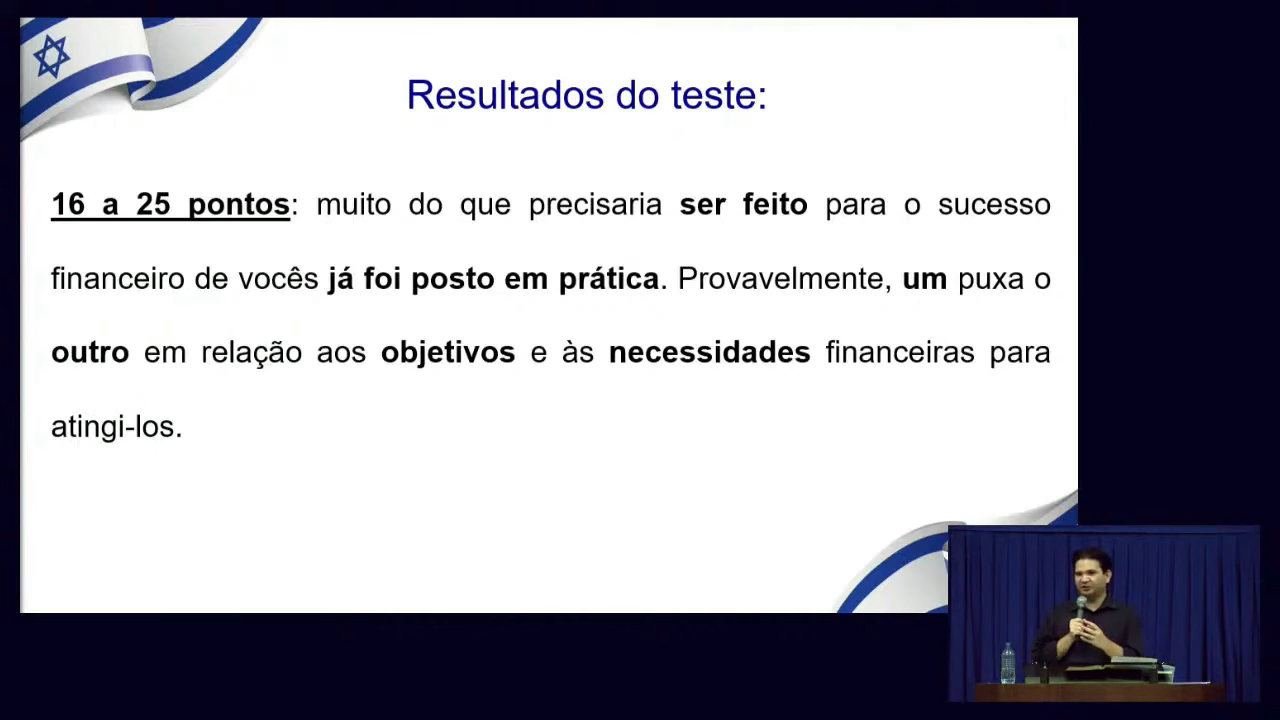 Resultados do teste:
16 a 25 pontos: muito do que precisaria ser feito para o sucesso
financeiro de vocês já foi posto em prática. Provavelmente, um puxa o
outro em relação aos objetivos e às necessidades financeiras para
atingi-los.